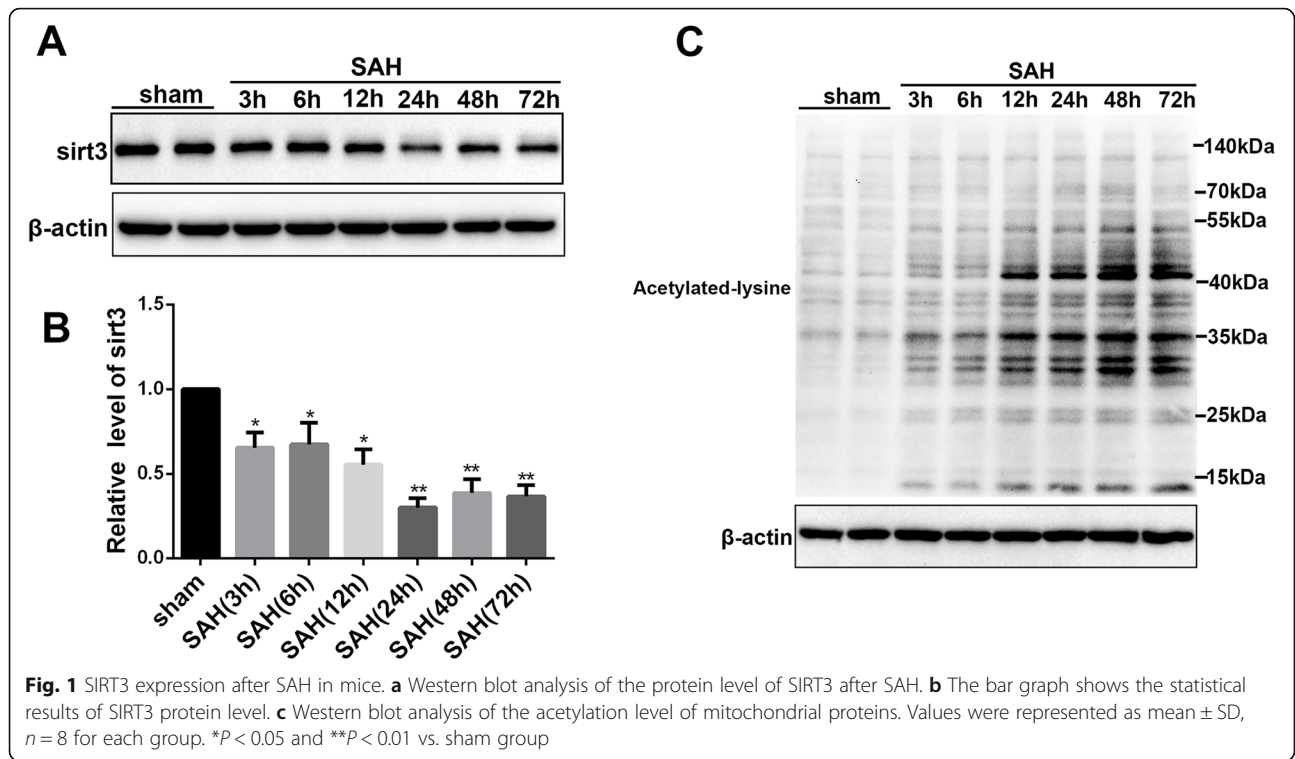 A
SAH
sham 3h 6h 12h 24h 48h 72h
sirt3
β-actin
B
Relative level of sirt3
1.5
1.0
0.5
0.0
* * * ** ** **
sham SAH(3h) SAH(6h) SAH(12h) SAH(24h) SAH(48h) SAH(72h)
C
SAH
sham 3h 6h 12h 24h 48h 72h
140kDa
70kDa
55kDa
Acetylated-lysine
40kDa
35kDa
25kDa
15kDa
β-actin
Fig. 1 SIRT3 expression after SAH in mice. a Western blot analysis of the protein level of SIRT3 after SAH. b The bar graph shows the statistical
results of SIRT3 protein level. c Western blot analysis of the acetylation level of mitochondrial proteins. Values were represented as mean ± SD,
n = 8 for each group. *P < 0.05 and **P < 0.01 vs. sham group